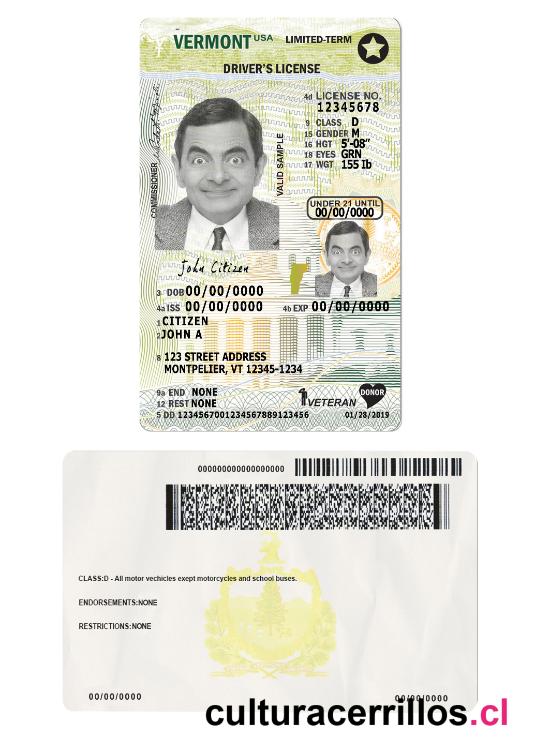 VERMONT USA LIMITED-TERM
DRIVER'S LICENSE
4d LICENSE NO.
12345678
9 CLASS D
15 GENDER M
16 HGT 5'-08"
18 EYES GRN
17 WGT 155 lb
COMMISSIONER
VALID SAMPLE
UNDER 21 UNTIL
00/00/0000
John Citizen
3 DOB 00/00/0000
4a ISS 00/00/0000 4b EXP 00/00/0000
1 CITIZEN
2 JOHN A
8 123 STREET ADDRESS
MONTPELIER, VT 12345-1234
9a END NONE
12 REST NONE
VETERAN DONOR
5 DD 1234567001234567889123456 01/28/2019
CLASS:D - All motor vechicles exept motorcycles and school buses.
ENDORSEMENTS:NONE
RESTRICTIONS:NONE
00/00/0000 00/00/0000
culturacerrillos.cl